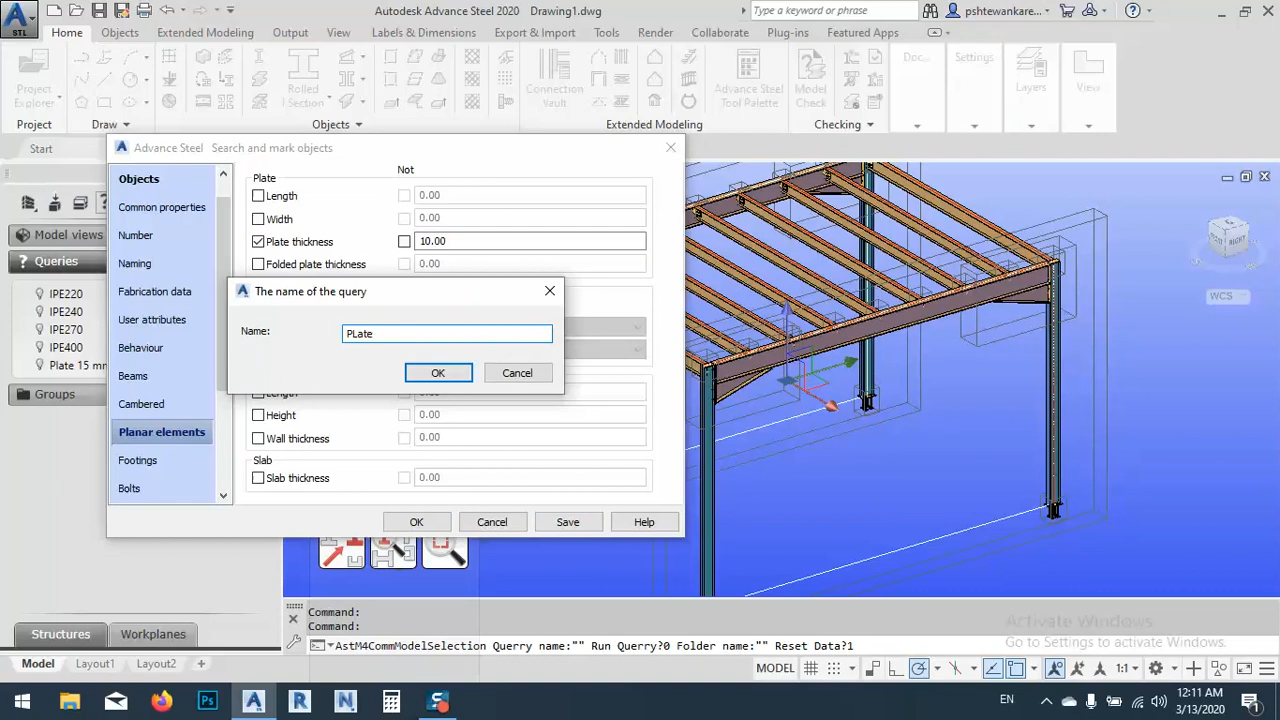 Autodesk Advance Steel 2020 Drawing1.dwg
Type a keyword or phrase
pshtewankare...
STL
Home Objects Extended Modeling Output View Labels & Dimensions Export & Import Tools Render Collaborate Plug-ins Featured Apps
Project
Explorer
Rolled
Section
Connection
Vault
Advance Steel
Tool Palette
Model
Check
Doc...
Settings
Layers
View
Project Draw Objects Extended Modeling Checking
Start
Advance Steel Search and mark objects
Objects
Common properties
Number
Naming
Fabrication data
User attributes
Behaviour
Beams
Cambered
Planar elements
Footings
Bolts
Not
Plate
Length 0.00
Width 0.00
Plate thickness 10.00
Folded plate thickness 0.00
The name of the query
Name: PLate
OK Cancel
Length 0.00
Height 0.00
Wall thickness 0.00
Slab
Slab thickness 0.00
OK Cancel Save Help
Model views
Queries
IPE220
IPE240
IPE270
IPE400
Plate 15 mm
Groups
Structures Workplanes
RIGHT
WCS
Command:
Command:
AstM4CommModelSelection Querry name:"" Run Querry?0 Folder name:"" Reset Data?1
Activate Windows
Go to Settings to activate Windows.
Model Layout1 Layout2 +
MODEL
1:1
EN
12:11 AM
3/13/2020
1